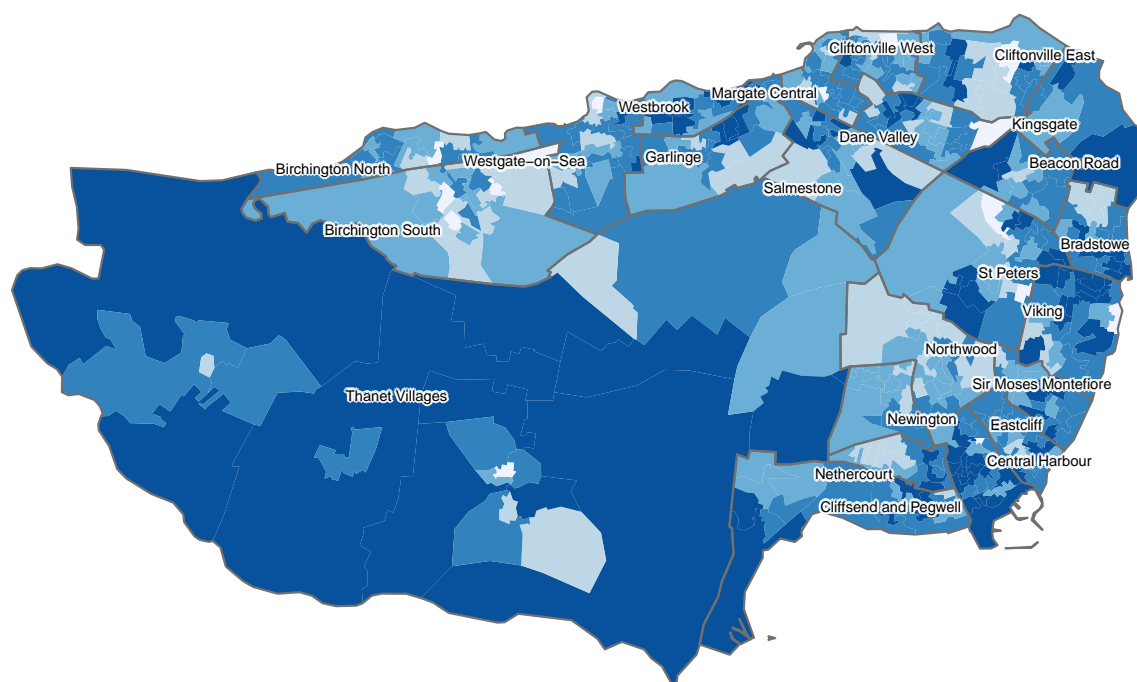 Cliftonville West
Cliftonville East
Margate Central
Westbrook
Kingsgate
Dane Valley
Garlinge
Westgate−on−Sea
Beacon Road
Birchington North
Salmestone
Birchington South
Bradstowe
St Peters
Viking
Northwood
Sir Moses Montefiore
Thanet Villages
Newington
Eastcliff
Central Harbour
Nethercourt
Cliffsend and Pegwell